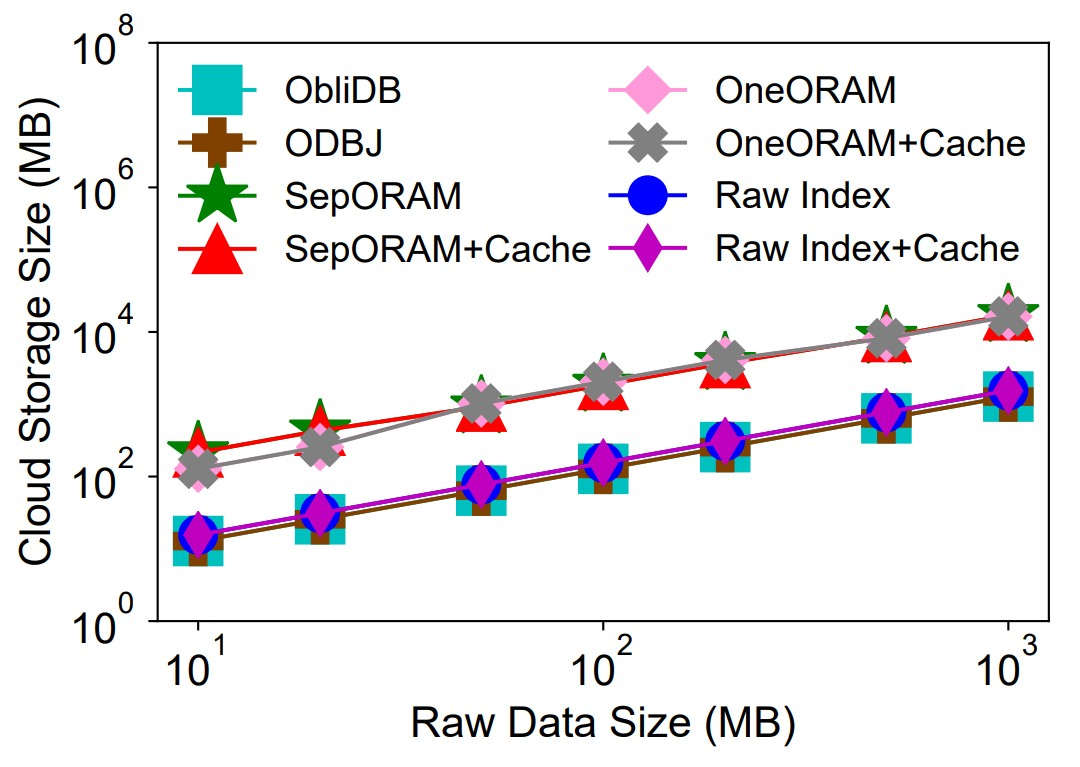 Cloud Storage Size (MB)
10^8
10^6
10^4
10^2
10^0
ObliDB
ODBJ
SepORAM
SepORAM+Cache
OneORAM
OneORAM+Cache
Raw Index
Raw Index+Cache
10^1
10^2
10^3
Raw Data Size (MB)